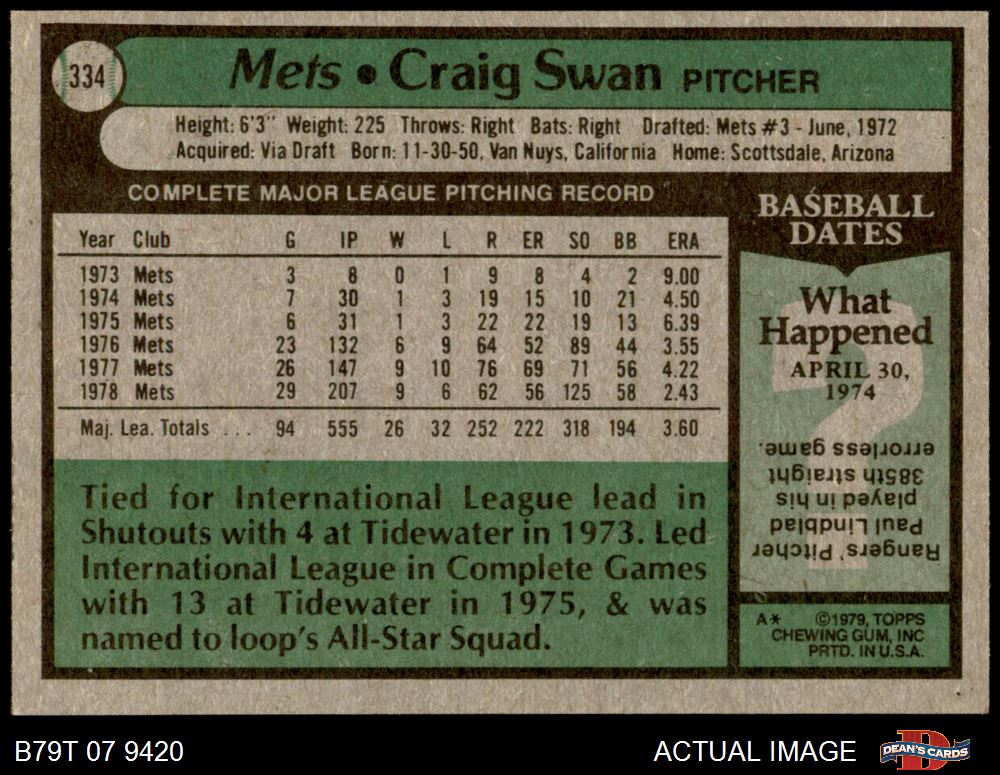 334
Mets • Craig Swan PITCHER
Height: 6'3" Weight: 225 Throws: Right Bats: Right Drafted: Mets #3 - June, 1972
Acquired: Via Draft Born: 11-30-50, Van Nuys, California Home: Scottsdale, Arizona
COMPLETE MAJOR LEAGUE PITCHING RECORD
Year Club G IP W L R ER SO BB ERA
1973 Mets 3 8 0 1 9 8 4 2 9.00
1974 Mets 7 30 1 3 19 15 10 21 4.50
1975 Mets 6 31 1 3 22 22 19 13 6.39
1976 Mets 23 132 6 9 64 52 89 44 3.55
1977 Mets 26 147 9 10 76 69 71 56 4.22
1978 Mets 29 207 9 6 62 56 125 58 2.43
Maj. Lea. Totals ... 94 555 26 32 252 222 318 194 3.60
Tied for International League lead in
Shutouts with 4 at Tidewater in 1973. Led
International League in Complete Games
with 13 at Tidewater in 1975, & was
named to loop's All-Star Squad.
BASEBALL
DATES
What
Happened
APRIL 30,
1974
?
Rangers' Pitcher
Paul Lindblad
played in his
385th straight
errorless game.
A* ©1979, TOPPS
CHEWING GUM, INC
PRTD. IN U.S.A.
B79T 07 9420
ACTUAL IMAGE
D
DEAN'S CARDS